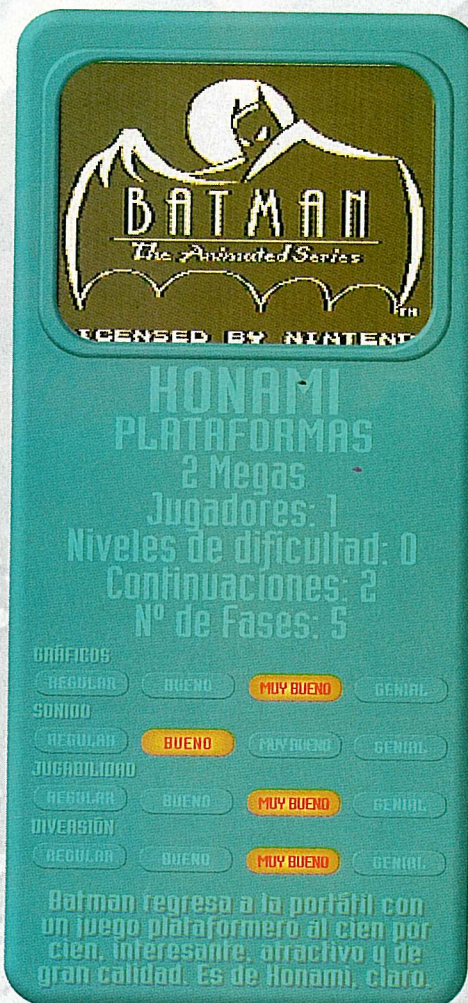 BATMAN
The Animated Series
TM
ICENSED BY NINTEND
KONAMI
PLATAFORMAS
2 Megas
Jugadores: 1
Niveles de dificultad: 0
Continuaciones: 2
Nº de Fases: 5
GRÁFICOS
REGULAR BUENO MUY BUENO GENIAL
SONIDO
REGULAR BUENO MUY BUENO GENIAL
JUGABILIDAD
REGULAR BUENO MUY BUENO GENIAL
DIVERSIÓN
REGULAR BUENO MUY BUENO GENIAL
Batman regresa a la portátil con
un juego plataformero al cien por
cien, interesante, atractivo y de
gran calidad. Es de Konami, claro.